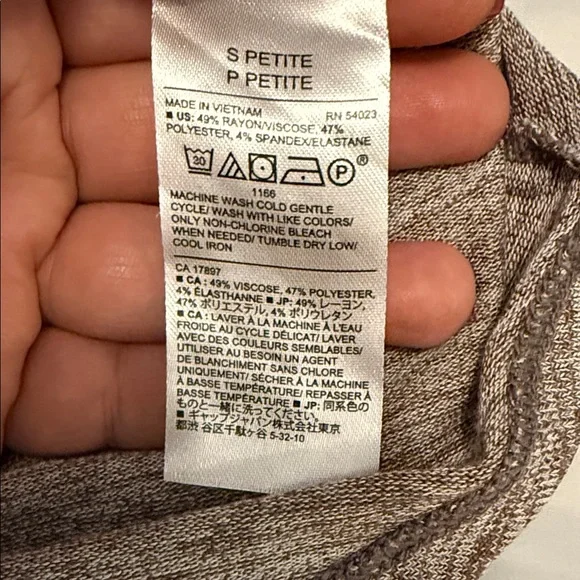 S PETITE
P PETITE
MADE IN VIETNAM RN 54023
■ US: 49% RAYON/VISCOSE, 47%
POLYESTER, 4% SPANDEX/ELASTANE
30 P ®
1166
MACHINE WASH COLD GENTLE
CYCLE/ WASH WITH LIKE COLORS/
ONLY NON-CHLORINE BLEACH
WHEN NEEDED/ TUMBLE DRY LOW/
COOL IRON
CA 17897
■ CA : 49% VISCOSE, 47% POLYESTER,
4% ÉLASTHANNE ■ JP: 49% レーヨン,
47% ポリエステル, 4% ポリウレタン
■ CA : LAVER À LA MACHINE À L'EAU
FROIDE AU CYCLE DÉLICAT/ LAVER
AVEC DES COULEURS SEMBLABLES/
UTILISER AU BESOIN UN AGENT
DE BLANCHIMENT SANS CHLORE
UNIQUEMENT/ SÉCHER À LA MACHINE
À BASSE TEMPÉRATURE/ REPASSER À
BASSE TEMPÉRATURE ■ JP: 同系色の
ものと一緒に洗ってください.
■ ギャップジャパン株式会社東京
都渋谷区千駄ヶ谷 5-32-10